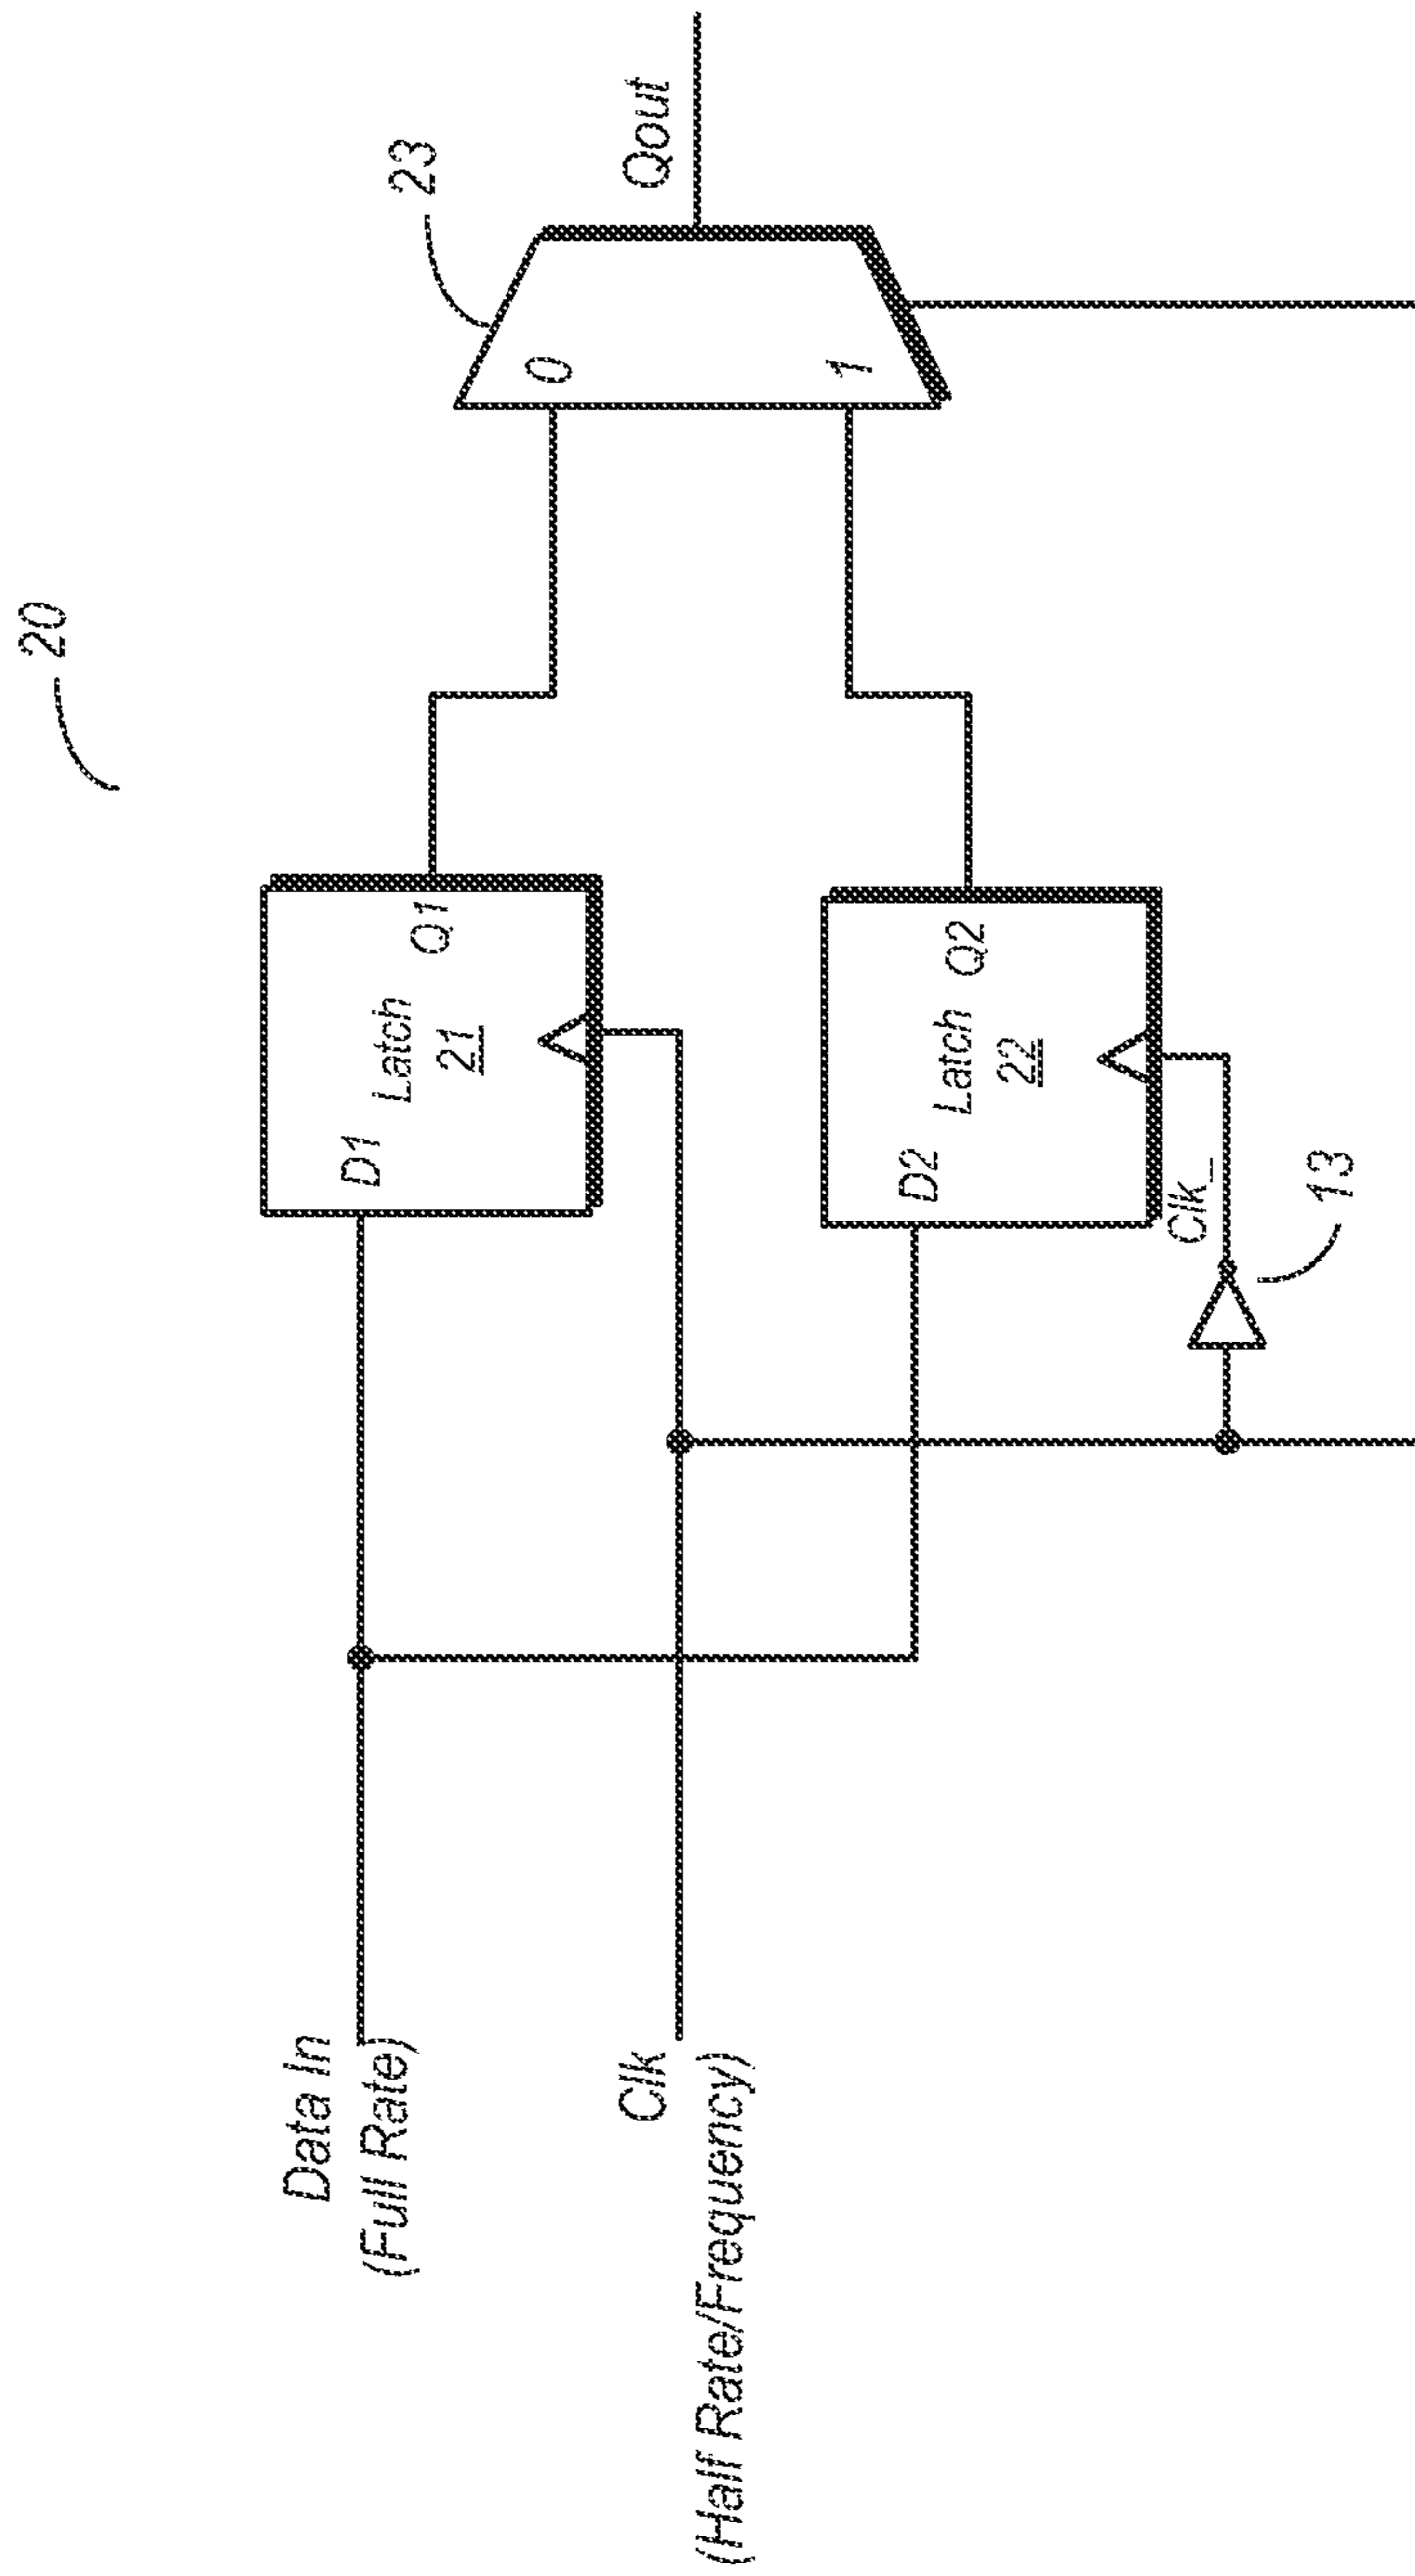 20
23
Data In
(Full Rate)
D1
Q1
Latch
21
0
Qout
Clk
(Half Rate/Frequency)
1
D2
Latch
Q2
22
Clk_
13